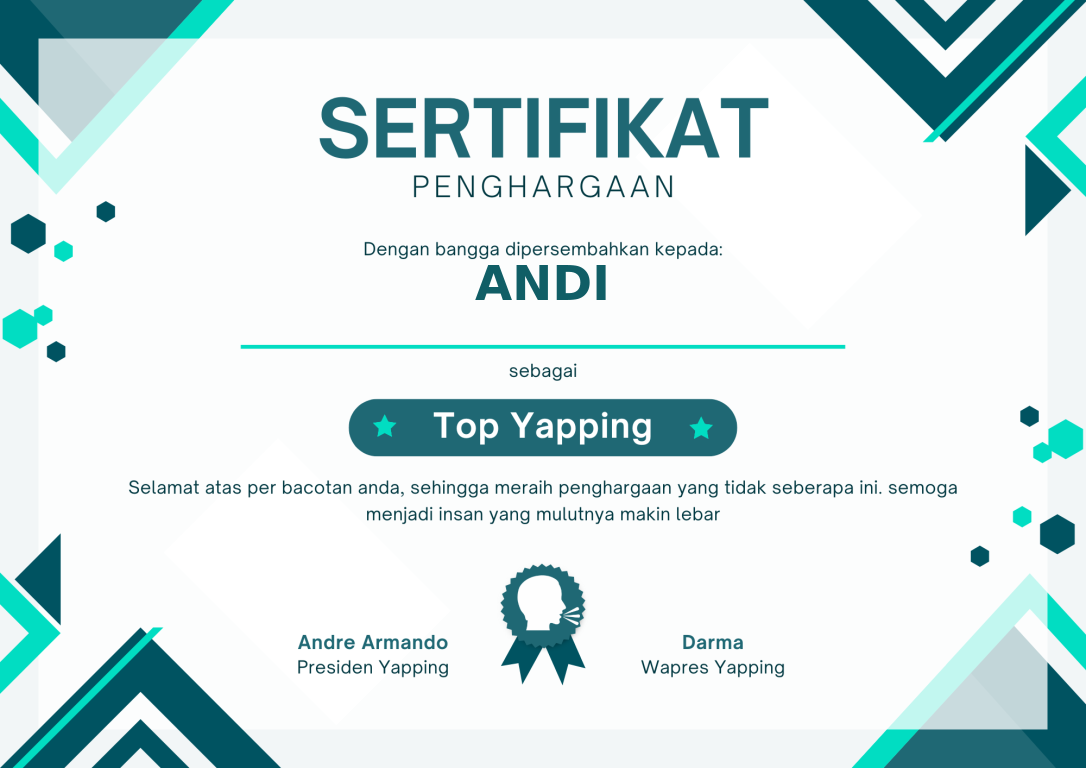 SERTIFIKAT
PENGHARGAAN
Dengan bangga dipersembahkan kepada:
ANDI
sebagai
Top Yapping
Selamat atas per bacotan anda, sehingga meraih penghargaan yang tidak seberapa ini. semoga
menjadi insan yang mulutnya makin lebar
Andre Armando
Presiden Yapping
Darma
Wapres Yapping